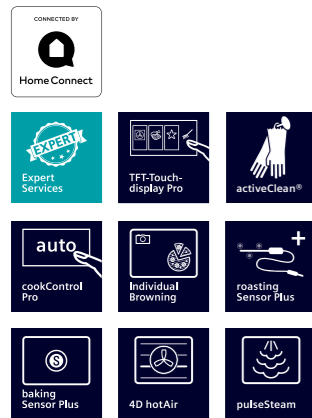 CONNECTED BY
Home Connect
EXPERT
Expert
Services
TFT-Touch-
display Pro
activeClean®
auto
cookControl
Pro
Individual
Browning
+
roasting
Sensor Plus
S
baking
Sensor Plus
4D hotAir
pulseSteam